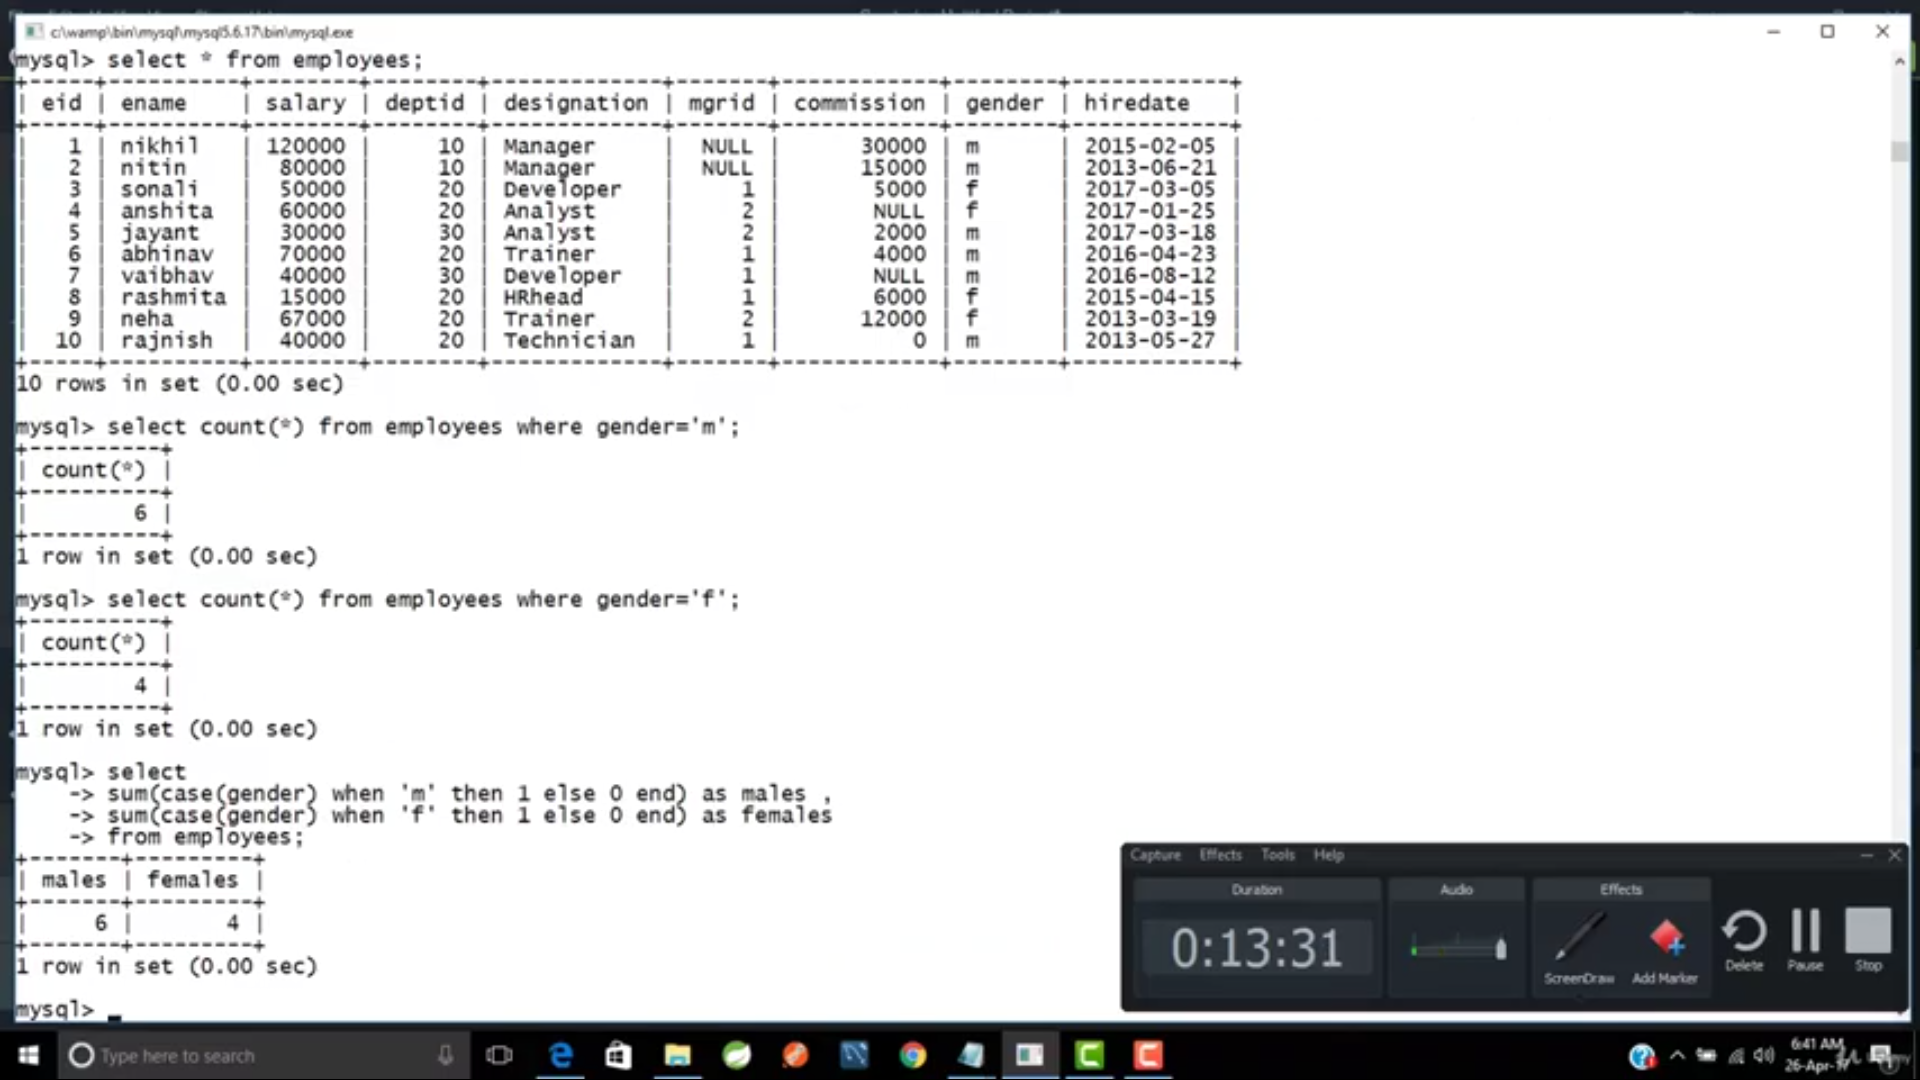 c:\wamp\bin\mysql\mysql5.6.17\bin\mysql.exe
mysql> select * from employees;
+------+----------+--------+--------+-------------+-------+------------+--------+------------+
| eid | ename | salary | deptid | designation | mgrid | commission | gender | hiredate |
+------+----------+--------+--------+-------------+-------+------------+--------+------------+
| 1 | nikhil | 120000 | 10 | Manager | NULL | 30000 | m | 2015-02-05 |
| 2 | nitin | 80000 | 10 | Manager | NULL | 15000 | m | 2013-06-21 |
| 3 | sonali | 50000 | 20 | Developer | 1 | 5000 | f | 2017-03-05 |
| 4 | anshita | 60000 | 20 | Analyst | 2 | NULL | f | 2017-01-25 |
| 5 | jayant | 30000 | 30 | Analyst | 2 | 2000 | m | 2017-03-18 |
| 6 | abhinav | 70000 | 20 | Trainer | 1 | 4000 | m | 2016-04-23 |
| 7 | vaibhav | 40000 | 30 | Developer | 1 | NULL | m | 2016-08-12 |
| 8 | rashmita | 15000 | 20 | HRhead | 1 | 6000 | f | 2015-04-15 |
| 9 | neha | 67000 | 20 | Trainer | 2 | 12000 | f | 2013-03-19 |
| 10 | rajnish | 40000 | 20 | Technician | 1 | 0 | m | 2013-05-27 |
+------+----------+--------+--------+-------------+-------+------------+--------+------------+
10 rows in set (0.00 sec)
mysql> select count(*) from employees where gender='m';
+----------+
| count(*) |
+----------+
| 6 |
+----------+
1 row in set (0.00 sec)
mysql> select count(*) from employees where gender='f';
+----------+
| count(*) |
+----------+
| 4 |
+----------+
1 row in set (0.00 sec)
mysql> select
-> sum(case(gender) when 'm' then 1 else 0 end) as males ,
-> sum(case(gender) when 'f' then 1 else 0 end) as females
-> from employees;
+-------+---------+
| males | females |
+-------+---------+
| 6 | 4 |
+-------+---------+
1 row in set (0.00 sec)
mysql> _
Capture Effects Tools Help
Duration Audio Effects
0:13:31
ScreenDraw Add Marker Delete Pause Stop
Type here to search
6:41 AM